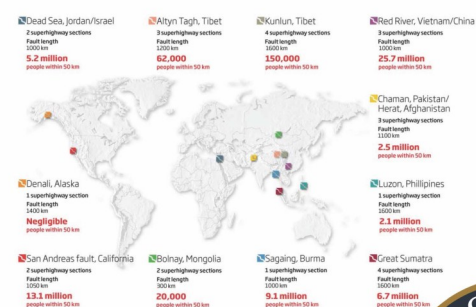 Dead Sea, Jordan/Israel
2 superhighway sections
Fault length
1000 km
5.2 million
people within 50 km
Altyn Tagh, Tibet
3 superhighway sections
Fault length
1200 km
62,000
people within 50 km
Kunlun, Tibet
4 superhighway sections
Fault length
1600 km
150,000
people within 50 km
Red River, Vietnam/China
3 superhighway sections
Fault length
1000 km
25.7 million
people within 50 km
Chaman, Pakistan/
Herat, Afghanistan
3 superhighway sections
Fault length
1100 km
2.5 million
people within 50 km
Denali, Alaska
1 superhighway section
Fault length
1400 km
Negligible
people within 50 km
Luzon, Phillipines
1 superhighway section
Fault length
1600 km
2.1 million
people within 50 km
San Andreas fault, California
2 superhighway sections
Fault length
1050 km
13.1 million
people within 50 km
Bolnay, Mongolia
2 superhighway sections
Fault length
300 km
20,000
people within 50 km
Sagaing, Burma
1 superhighway section
Fault length
1000 km
9.1 million
people within 50 km
Great Sumatra
4 superhighway sections
Fault length
1600 km
6.7 million
people within 50 km